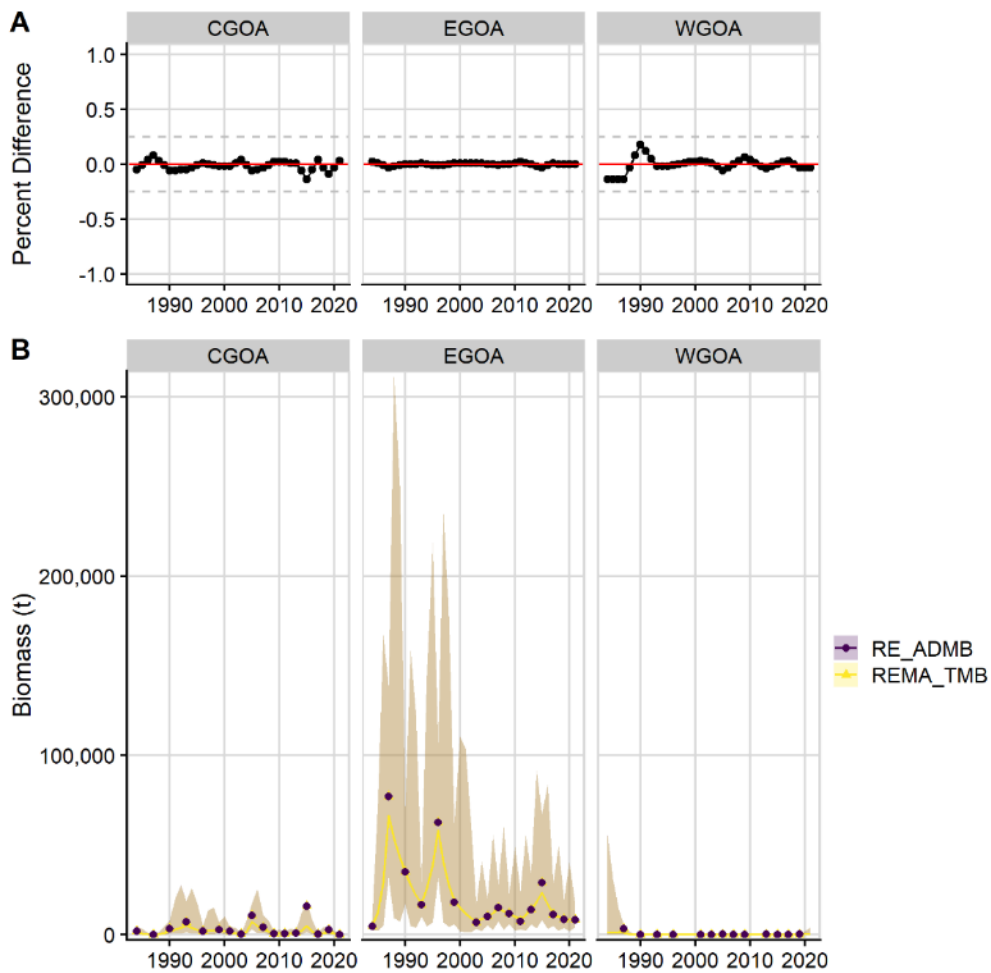 A
CGOA EGOA WGOA
Percent Difference
1.0
0.5
0.0
-0.5
-1.0
1990 2000 2010 2020 1990 2000 2010 2020 1990 2000 2010 2020
B
CGOA EGOA WGOA
Biomass (t)
300,000
200,000
100,000
0
RE_ADMB
REMA_TMB
1990 2000 2010 2020 1990 2000 2010 2020 1990 2000 2010 2020